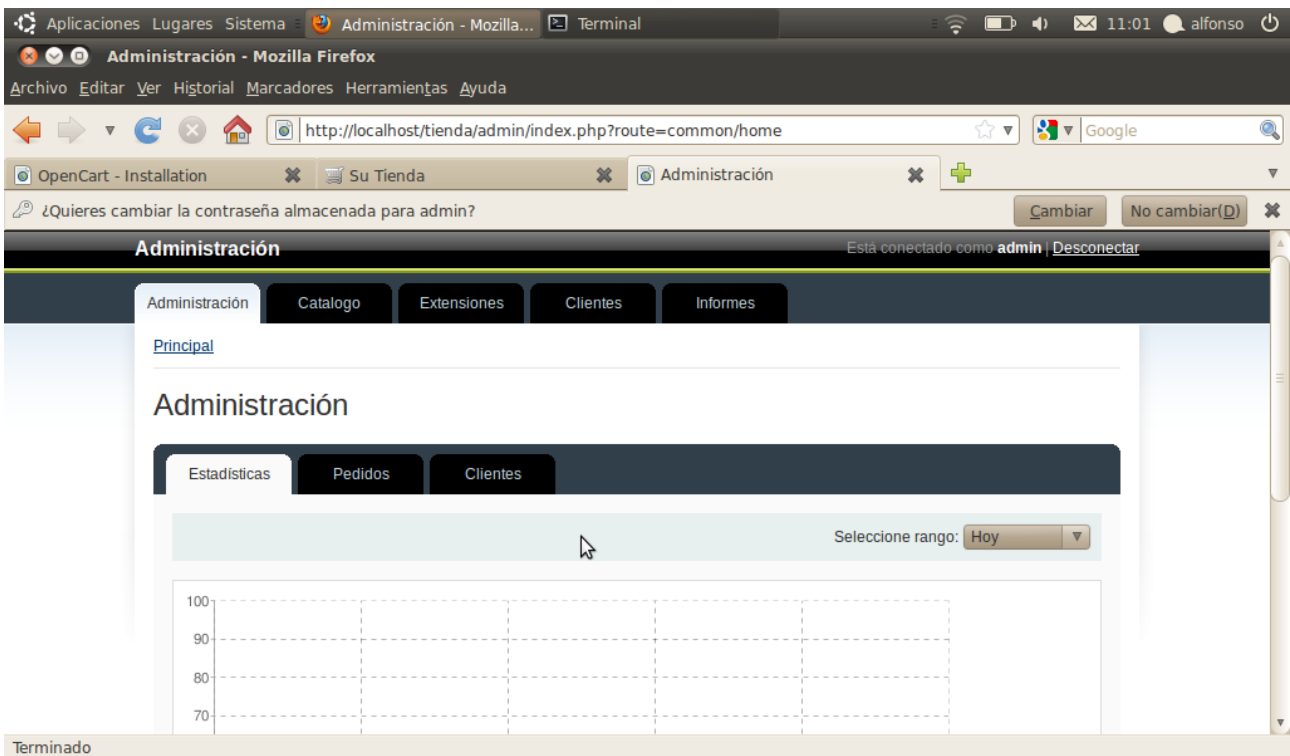 Aplicaciones Lugares Sistema Administración - Mozilla... Terminal 11:01 alfonso
Administración - Mozilla Firefox
Archivo Editar Ver Historial Marcadores Herramientas Ayuda
http://localhost/tienda/admin/index.php?route=common/home Google
OpenCart - Installation Su Tienda Administración
¿Quieres cambiar la contraseña almacenada para admin? Cambiar No cambiar(D)
Administración Está conectado como admin | Desconectar
Administración Catalogo Extensiones Clientes Informes
Principal
Administración
Estadísticas Pedidos Clientes
Seleccione rango: Hoy
100
90
80
70
Terminado